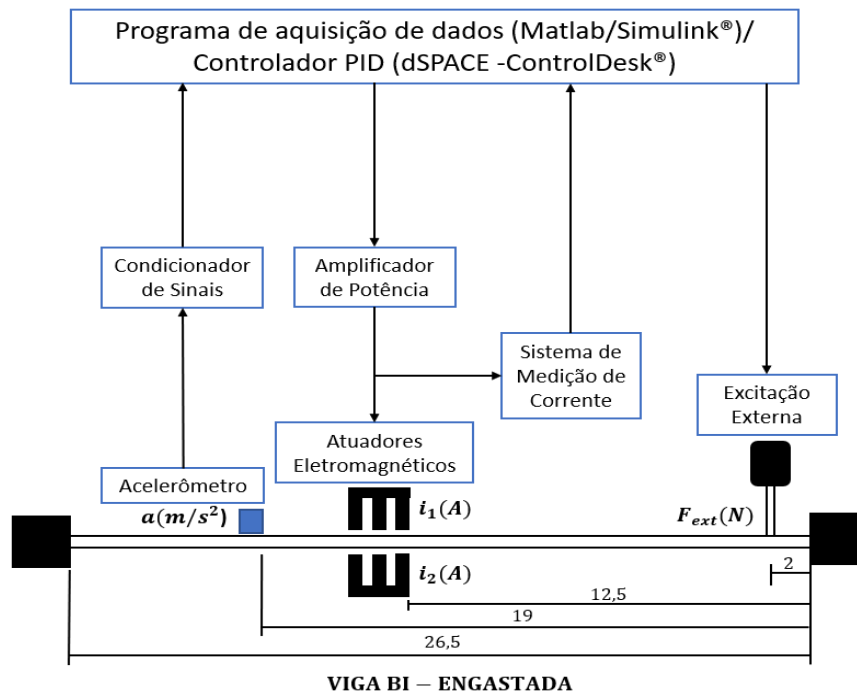 Programa de aquisição de dados (Matlab/Simulink®)/
Controlador PID (dSPACE -ControlDesk®)
Condicionador
de Sinais
Amplificador
de Potência
Sistema de
Medição de
Corrente
Excitação
Externa
Atuadores
Eletromagnéticos
Acelerômetro
a(m/s²)
i₁(A)
F_ext(N)
i₂(A)
2
12,5
19
26,5
VIGA BI − ENGASTADA